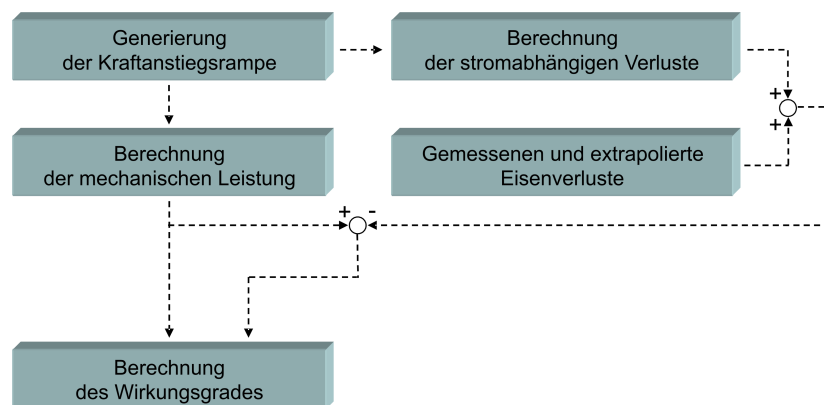 Generierung
der Kraftanstiegsrampe
Berechnung
der stromabhängigen Verluste
+
+
Berechnung
der mechanischen Leistung
Gemessenen und extrapolierte
Eisenverluste
+ -
Berechnung
des Wirkungsgrades